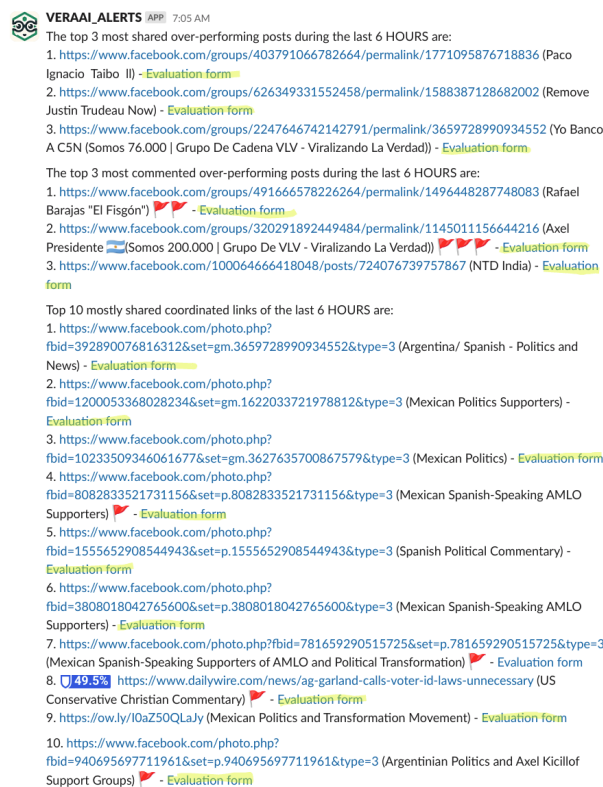 VERAAI_ALERTS APP 7:05 AM
The top 3 most shared over-performing posts during the last 6 HOURS are:
1. https://www.facebook.com/groups/403791066782664/permalink/1771095876718836 (Paco
Ignacio Taibo II) - Evaluation form
2. https://www.facebook.com/groups/626349331552458/permalink/1588387128682002 (Remove
Justin Trudeau Now) - Evaluation form
3. https://www.facebook.com/groups/2247646742142791/permalink/3659728990934552 (Yo Banco
A C5N (Somos 76.000 | Grupo De Cadena VLV - Viralizando La Verdad)) - Evaluation form
The top 3 most commented over-performing posts during the last 6 HOURS are:
1. https://www.facebook.com/groups/491666578226264/permalink/1496448287748083 (Rafael
Barajas "El Fisgón") 🚩🚩 - Evaluation form
2. https://www.facebook.com/groups/320291892449484/permalink/1145011156644216 (Axel
Presidente 🇦🇷(Somos 200.000 | Grupo De VLV - Viralizando La Verdad)) 🚩🚩🚩 - Evaluation form
3. https://www.facebook.com/100064666418048/posts/724076739757867 (NTD India) - Evaluation
form
Top 10 mostly shared coordinated links of the last 6 HOURS are:
1. https://www.facebook.com/photo.php?
fbid=392890076816312&set=gm.3659728990934552&type=3 (Argentina/ Spanish - Politics and
News) - Evaluation form
2. https://www.facebook.com/photo.php?
fbid=1200053368028234&set=gm.1622033721978812&type=3 (Mexican Politics Supporters) -
Evaluation form
3. https://www.facebook.com/photo.php?
fbid=10233509346061677&set=gm.3627635700867579&type=3 (Mexican Politics) - Evaluation form
4. https://www.facebook.com/photo.php?
fbid=8082833521731156&set=p.8082833521731156&type=3 (Mexican Spanish-Speaking AMLO
Supporters) 🚩 - Evaluation form
5. https://www.facebook.com/photo.php?
fbid=1555652908544943&set=p.1555652908544943&type=3 (Spanish Political Commentary) -
Evaluation form
6. https://www.facebook.com/photo.php?
fbid=3808018042765600&set=p.3808018042765600&type=3 (Mexican Spanish-Speaking AMLO
Supporters) - Evaluation form
7. https://www.facebook.com/photo.php?fbid=781659290515725&set=p.781659290515725&type=3
(Mexican Spanish-Speaking Supporters of AMLO and Political Transformation) 🚩 - Evaluation form
8. 49.5% https://www.dailywire.com/news/ag-garland-calls-voter-id-laws-unnecessary (US
Conservative Christian Commentary) 🚩 - Evaluation form
9. https://ow.ly/I0aZ50QLaJy (Mexican Politics and Transformation Movement) - Evaluation form
10. https://www.facebook.com/photo.php?
fbid=940695697711961&set=p.940695697711961&type=3 (Argentinian Politics and Axel Kicillof
Support Groups) 🚩 - Evaluation form